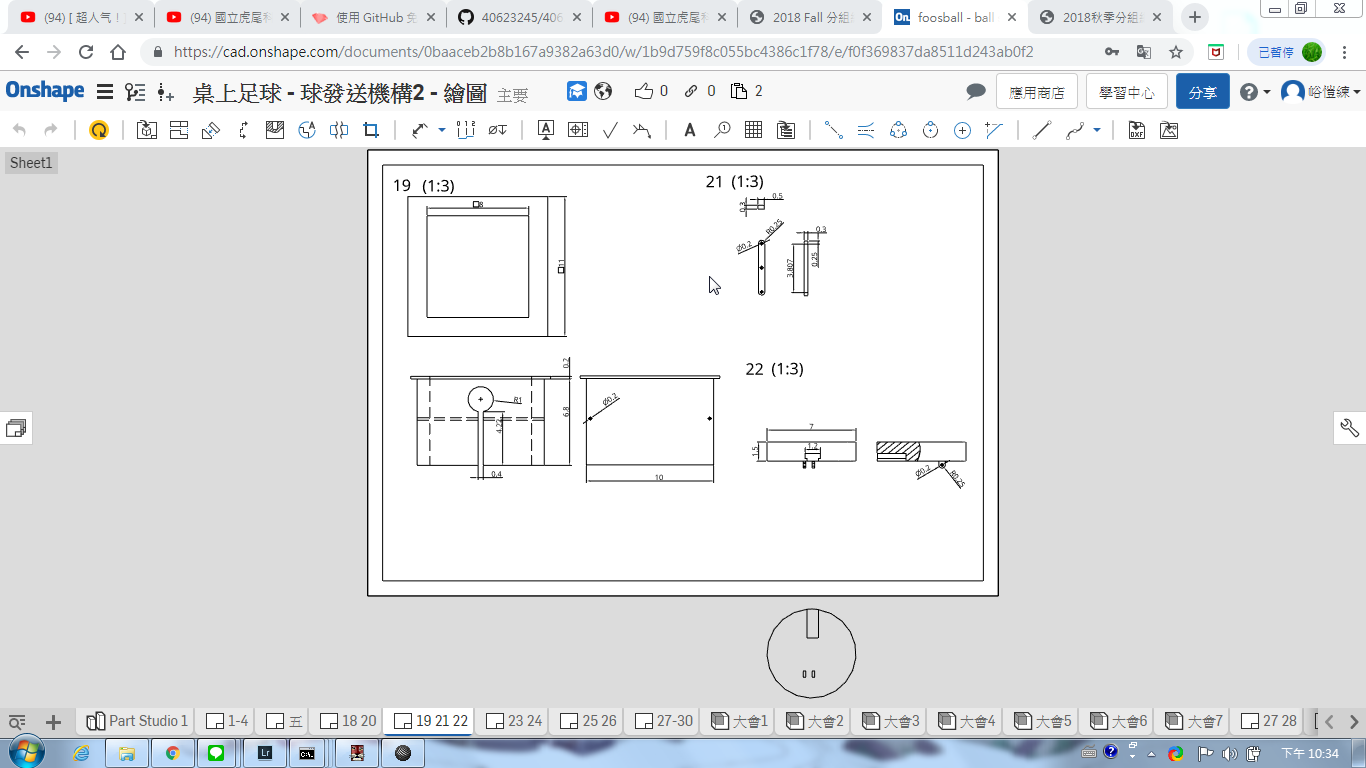 (94) [ 超人氣！
(94) 國立虎尾科
使用 GitHub 免
40623245/406
(94) 國立虎尾科
2018 Fall 分組
foosball - ball
2018秋季分組
https://cad.onshape.com/documents/0baaceb2b8b167a9382a63d0/w/1b9d759f8c055bc4386c1f78/e/f0f369837da8511d243ab0f2
已暫停
Onshape
桌上足球 - 球發送機構2 - 繪圖 主要
0
0
2
應用商店
學習中心
分享
峪愷練
Sheet1
19 (1:3)
□8
□11
21 (1:3)
0.5
0.3
R0.25
Ø0.2
0.3
3.807
0.25
0.2
R1
6.8
4.22
0.4
Ø0.2
10
22 (1:3)
7
1.5
1.2
Ø0.2
R0.25
Part Studio 1
1-4
五
18 20
19 21 22
23 24
25 26
27-30
大會1
大會2
大會3
大會4
大會5
大會6
大會7
27 28
下午 10:34